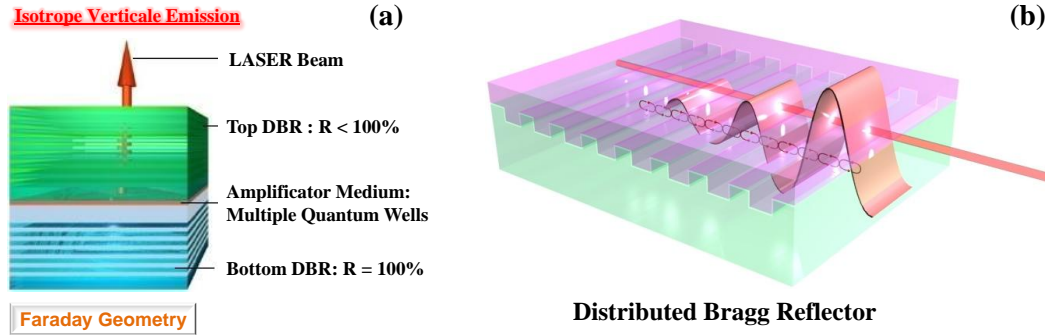 Isotrope Verticale Emission
(a)
LASER Beam
Top DBR : R < 100%
Amplificator Medium:
Multiple Quantum Wells
Bottom DBR: R = 100%
Faraday Geometry
(b)
Distributed Bragg Reflector